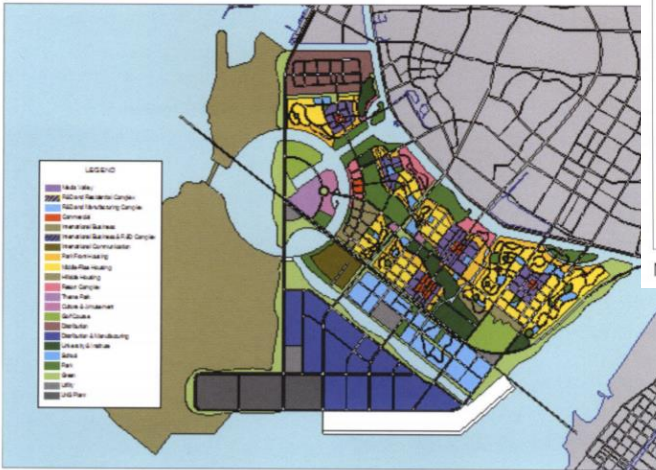 LEGEND
Media Valley
R&D and Residential Complex
R&D and Manufacturing Complex
Commercial
International Business
International Business & R&D Complex
International Communication
Park Front Housing
Middle-Rise Housing
Hillside Housing
Resort Complex
Theme Park
Culture & Amusement
Golf Course
Distribution
Distribution & Manufacturing
University & Institute
School
Park
Green
Utility
LNG Plant